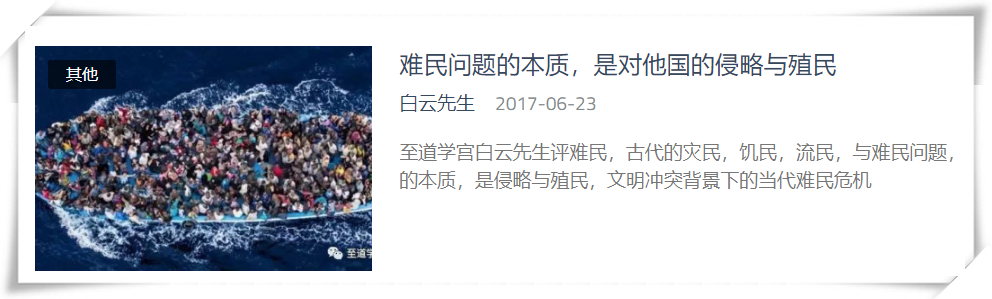 其他
难民问题的本质，是对他国的侵略与殖民
白云先生 2017-06-23
至道学宫白云先生评难民，古代的灾民，饥民，流民，与难民问题，
的本质，是侵略与殖民，文明冲突背景下的当代难民危机
至道学